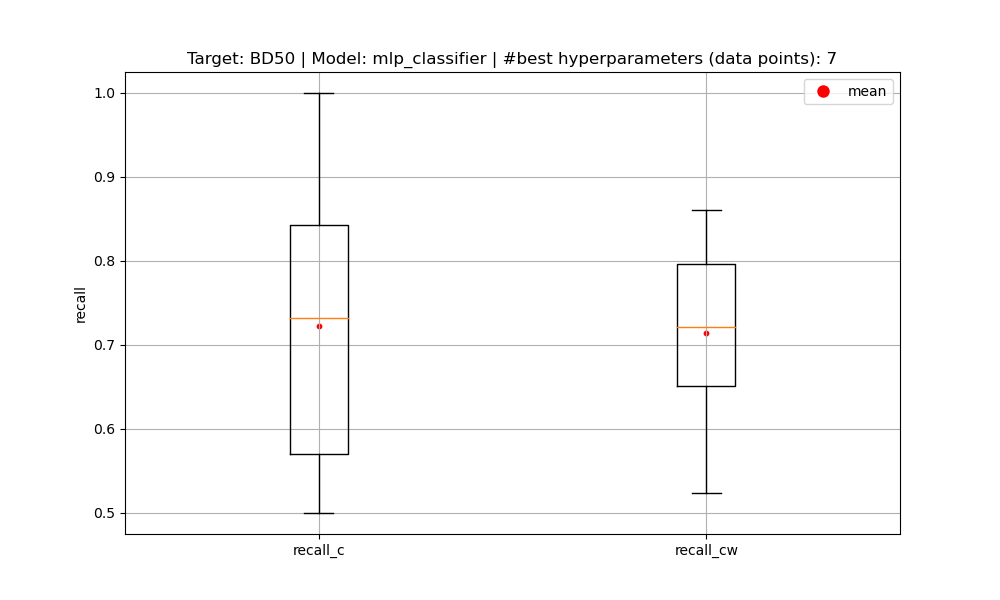 Target: BD50 | Model: mlp_classifier | #best hyperparameters (data points): 7
mean
1.0
0.9
0.8
0.7
0.6
0.5
recall
recall_c
recall_cw